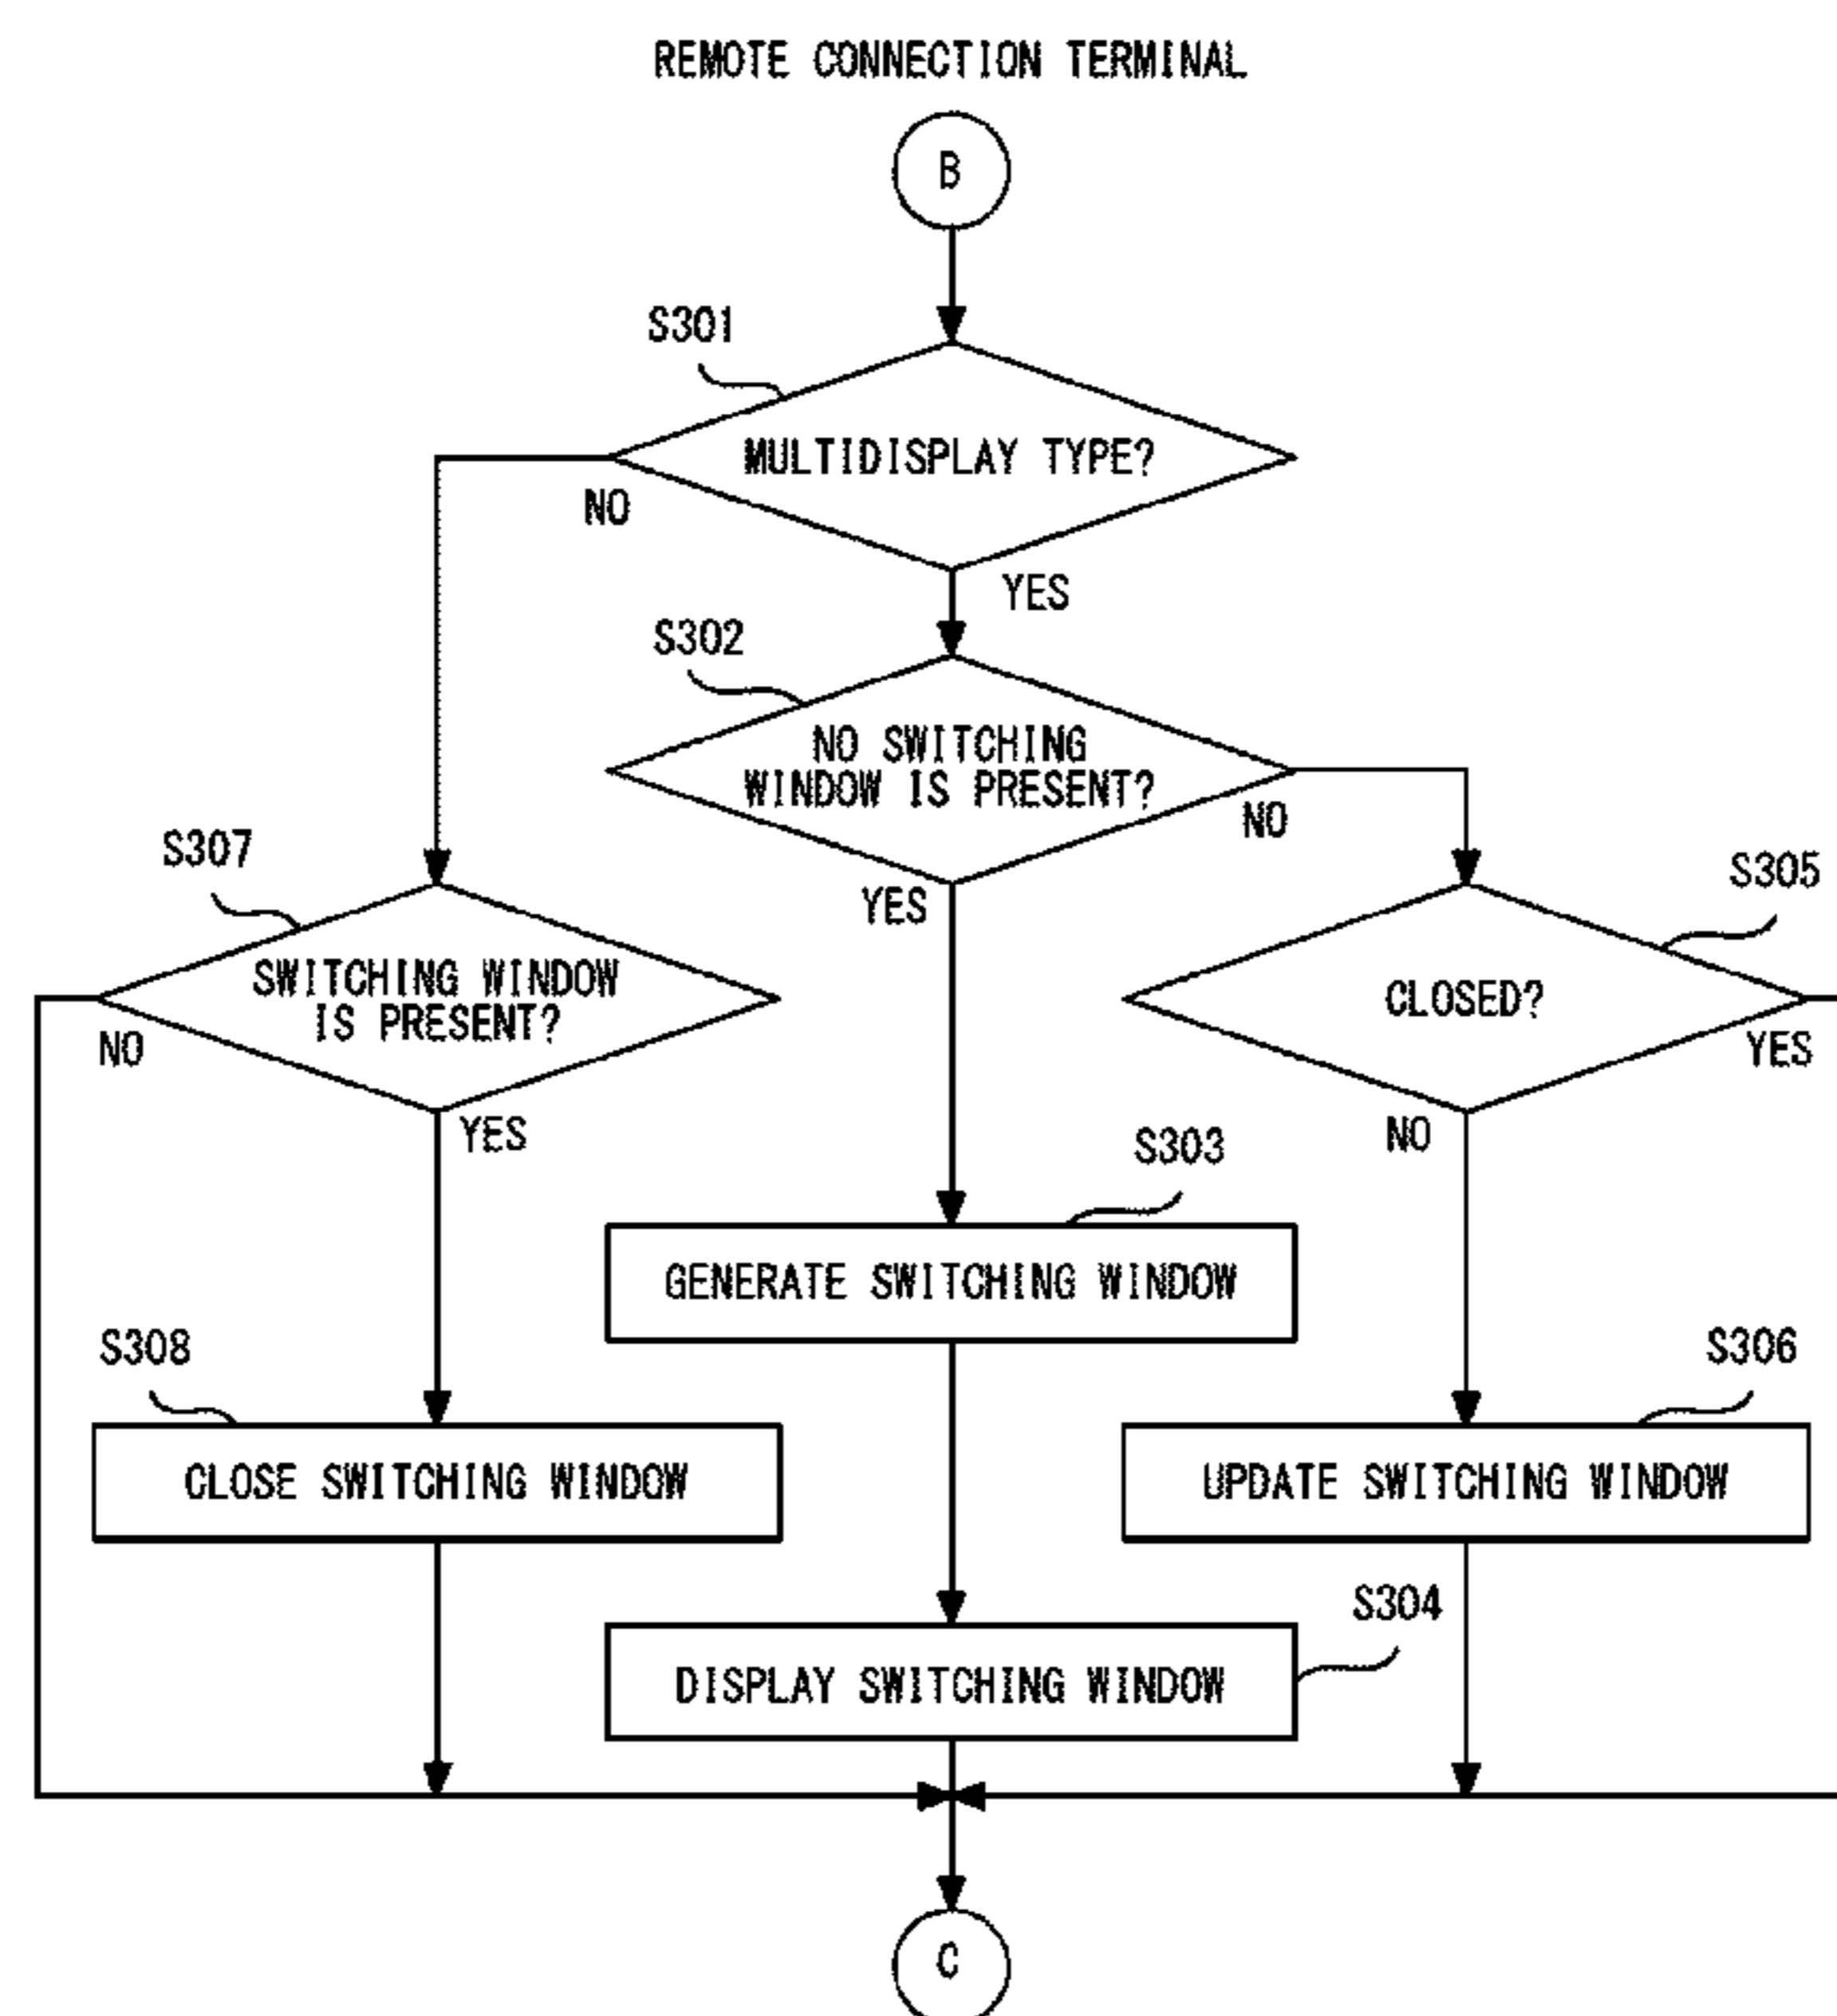 REMOTE CONNECTION TERMINAL
B
S301
MULTIDISPLAY TYPE?
NO
YES
S302
NO SWITCHING
WINDOW IS PRESENT?
NO
YES
S307
SWITCHING WINDOW
IS PRESENT?
NO
YES
S305
CLOSED?
YES
NO
S303
GENERATE SWITCHING WINDOW
S308
CLOSE SWITCHING WINDOW
S306
UPDATE SWITCHING WINDOW
S304
DISPLAY SWITCHING WINDOW
C